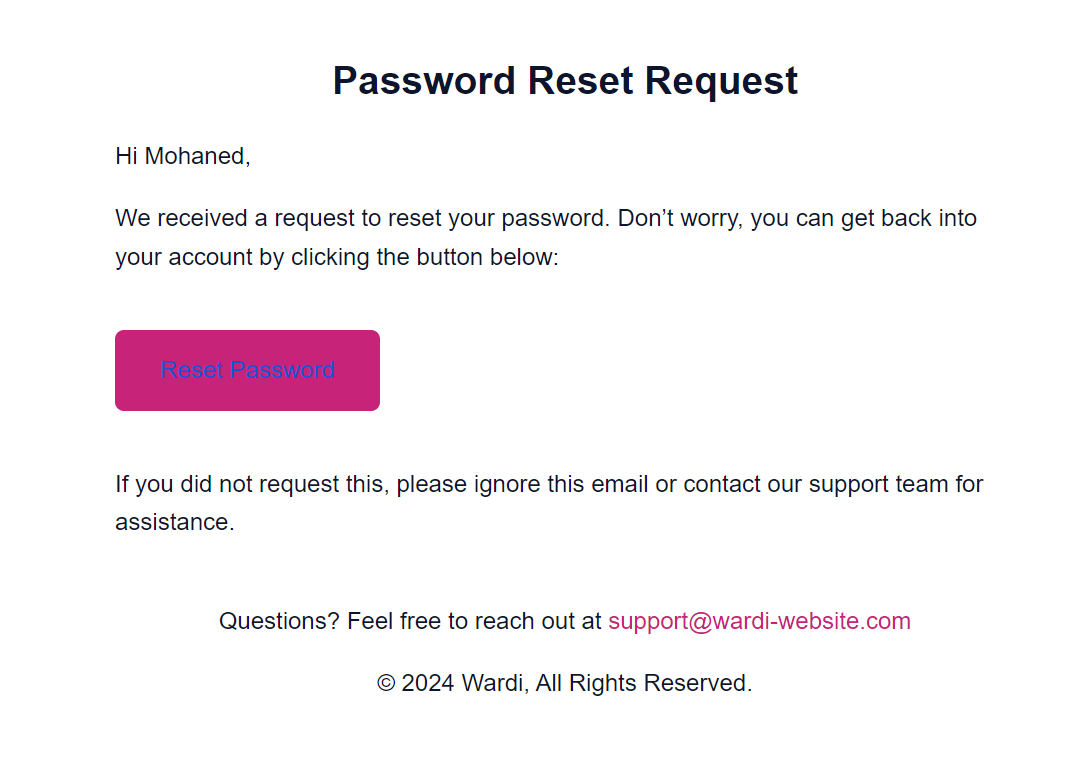 Password Reset Request
Hi Mohaned,
We received a request to reset your password. Don’t worry, you can get back into
your account by clicking the button below:
Reset Password
If you did not request this, please ignore this email or contact our support team for
assistance.
Questions? Feel free to reach out at support@wardi-website.com
© 2024 Wardi, All Rights Reserved.